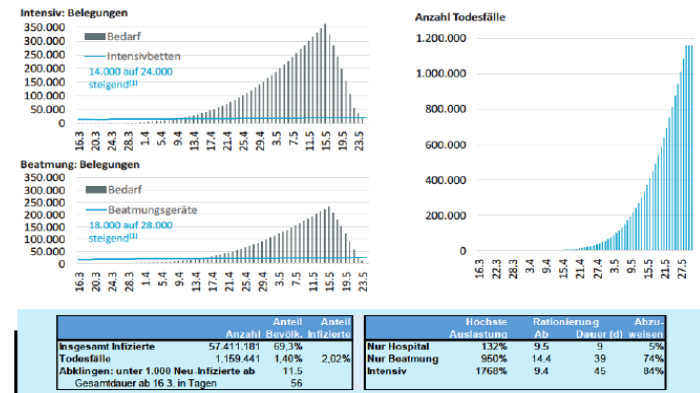 Intensiv: Belegungen
350.000
Bedarf
300.000
Intensivbetten
250.000
14.000 auf 24.000
200.000
steigend(1)
150.000
100.000
50.000
0
16.3 20.3 24.3 28.3 1.4 5.4 9.4 13.4 17.4 21.4 25.4 29.4 3.5 7.5 11.5 15.5 19.5 23.5
Beatmung: Belegungen
350.000
Bedarf
300.000
250.000
Beatmungsgeräte
200.000
18.000 auf 28.000
150.000
steigend(1)
100.000
50.000
0
16.3 20.3 24.3 28.3 1.4 5.4 9.4 13.4 17.4 21.4 25.4 29.4 3.5 7.5 11.5 15.5 19.5 23.5
Anzahl Todesfälle
1.200.000
1.000.000
800.000
600.000
400.000
200.000
0
16.3 22.3 28.3 3.4 9.4 15.4 21.4 27.4 3.5 9.5 15.5 21.5 27.5
Anteil Anteil
Anzahl Bevölk. Infizierte
Insgesamt Infizierte 57.411.181 69,3%
Todesfälle 1.159.441 1,40% 2,02%
Abklingen: unter 1.000 Neu-Infizierte ab 11.5
Gesamtdauer ab 16 3. in Tagen 56
Höchste Rationierung Abzu-
Auslastung Ab Dauer (d) weisen
Nur Hospital 132% 9.5 9 5%
Nur Beatmung 950% 14.4 39 74%
Intensiv 1768% 9.4 45 84%